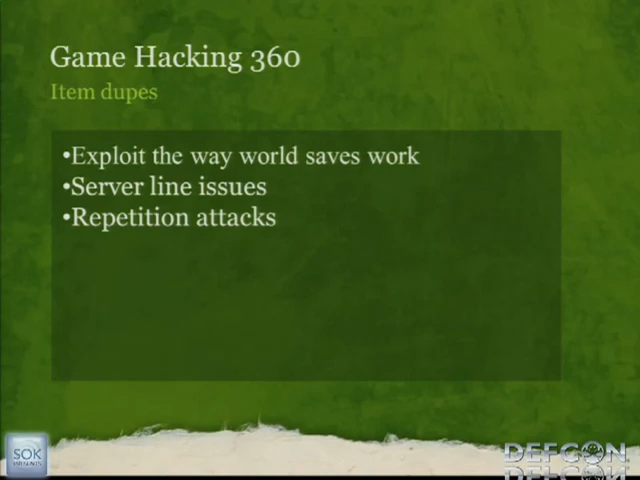 Game Hacking 360
Item dupes
•Exploit the way world saves work
•Server line issues
•Repetition attacks
SOK
DEFCON